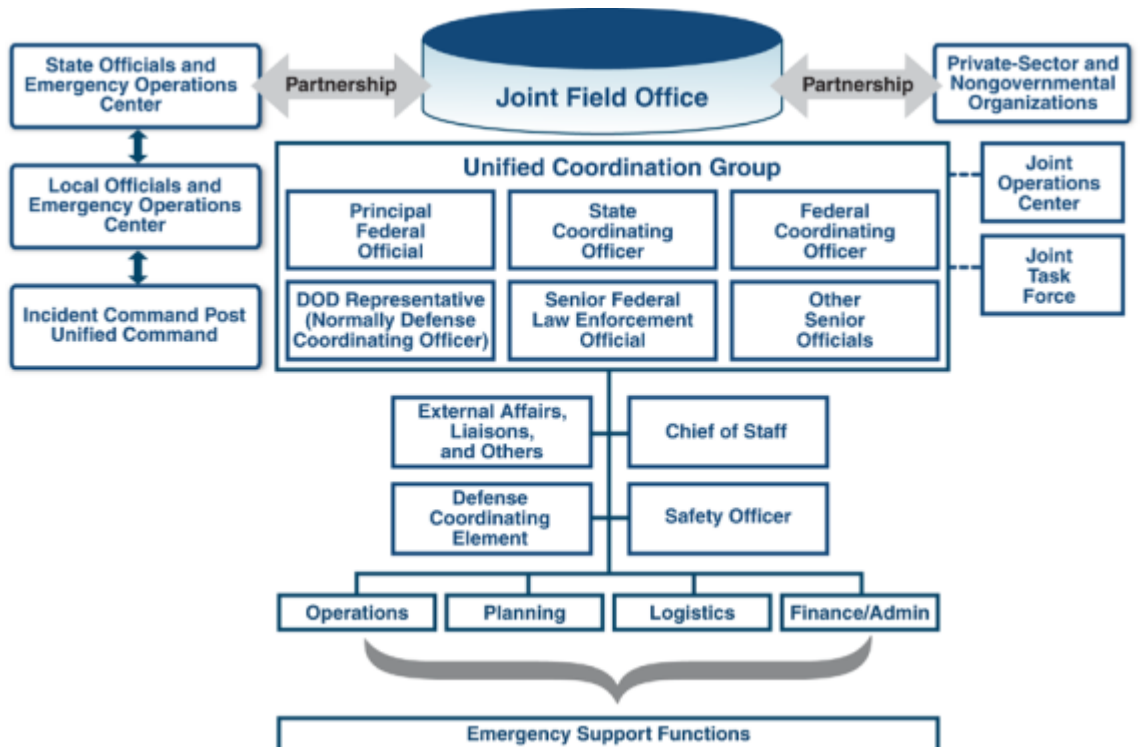 State Officials and
Emergency Operations
Center
Partnership
Joint Field Office
Partnership
Private-Sector and
Nongovernmental
Organizations
Local Officials and
Emergency Operations
Center
Incident Command Post
Unified Command
Unified Coordination Group
Principal
Federal
Official
State
Coordinating
Officer
Federal
Coordinating
Officer
DOD Representative
(Normally Defense
Coordinating Officer)
Senior Federal
Law Enforcement
Official
Other
Senior
Officials
Joint
Operations
Center
Joint
Task
Force
External Affairs,
Liaisons,
and Others
Chief of Staff
Defense
Coordinating
Element
Safety Officer
Operations
Planning
Logistics
Finance/Admin
Emergency Support Functions